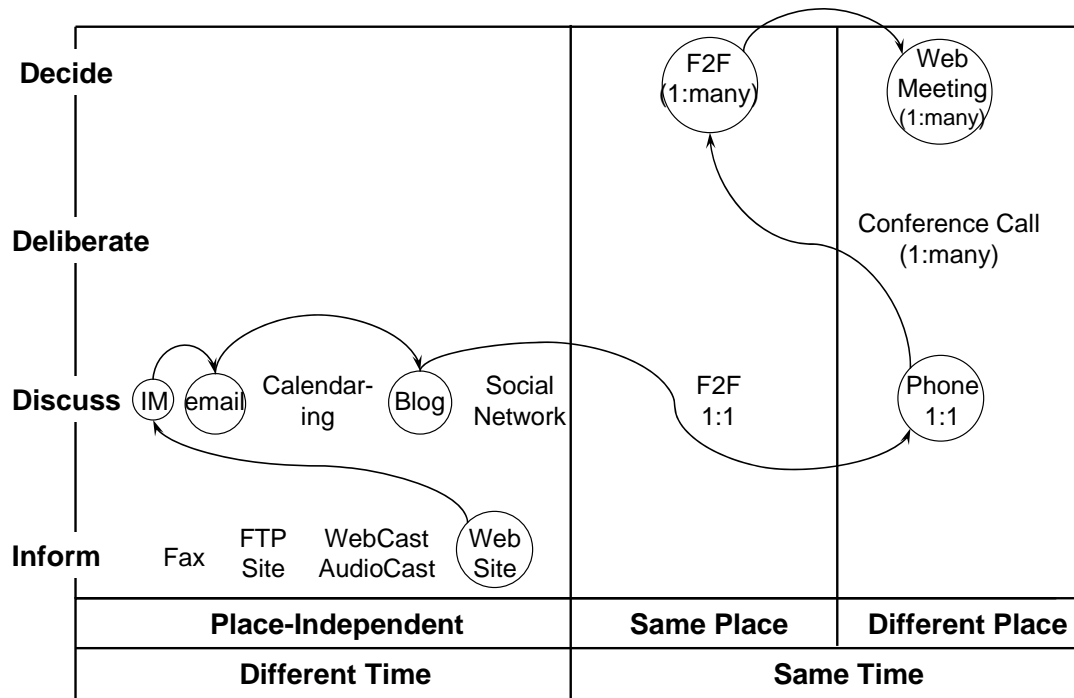 Decide
F2F
(1:many)
Web
Meeting
(1:many)
Deliberate
Conference Call
(1:many)
Discuss
IM
email
Calendar-
ing
Blog
Social
Network
F2F
1:1
Phone
1:1
Inform
Fax
FTP
Site
WebCast
AudioCast
Web
Site
Place-Independent
Same Place
Different Place
Different Time
Same Time